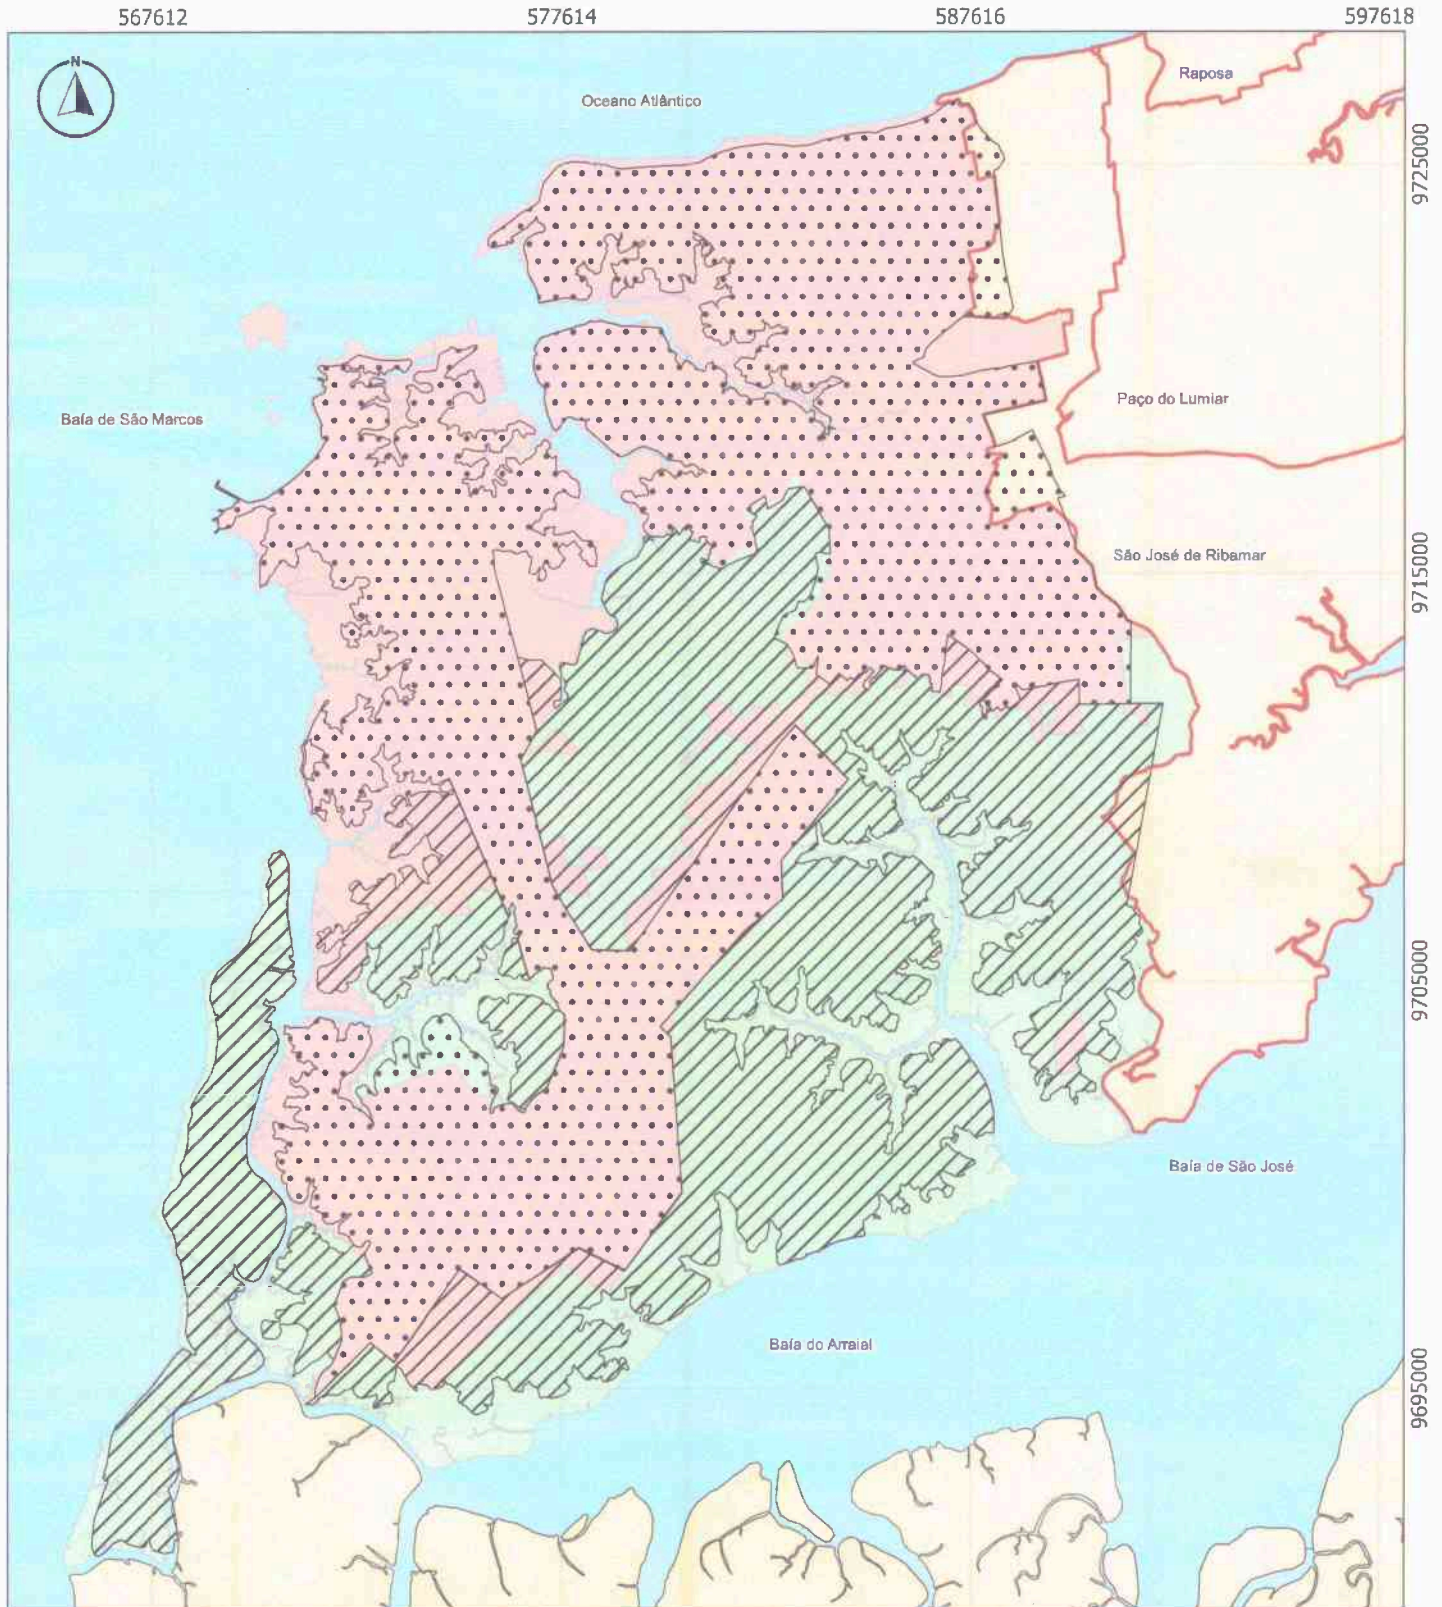 567612
577614
587616
597618
N
Oceano Atlântico
Raposa
9725000
Baía de São Marcos
Paço do Lumiar
São José de Ribamar
9715000
9705000
Baía de São José
Baía do Arraial
9695000